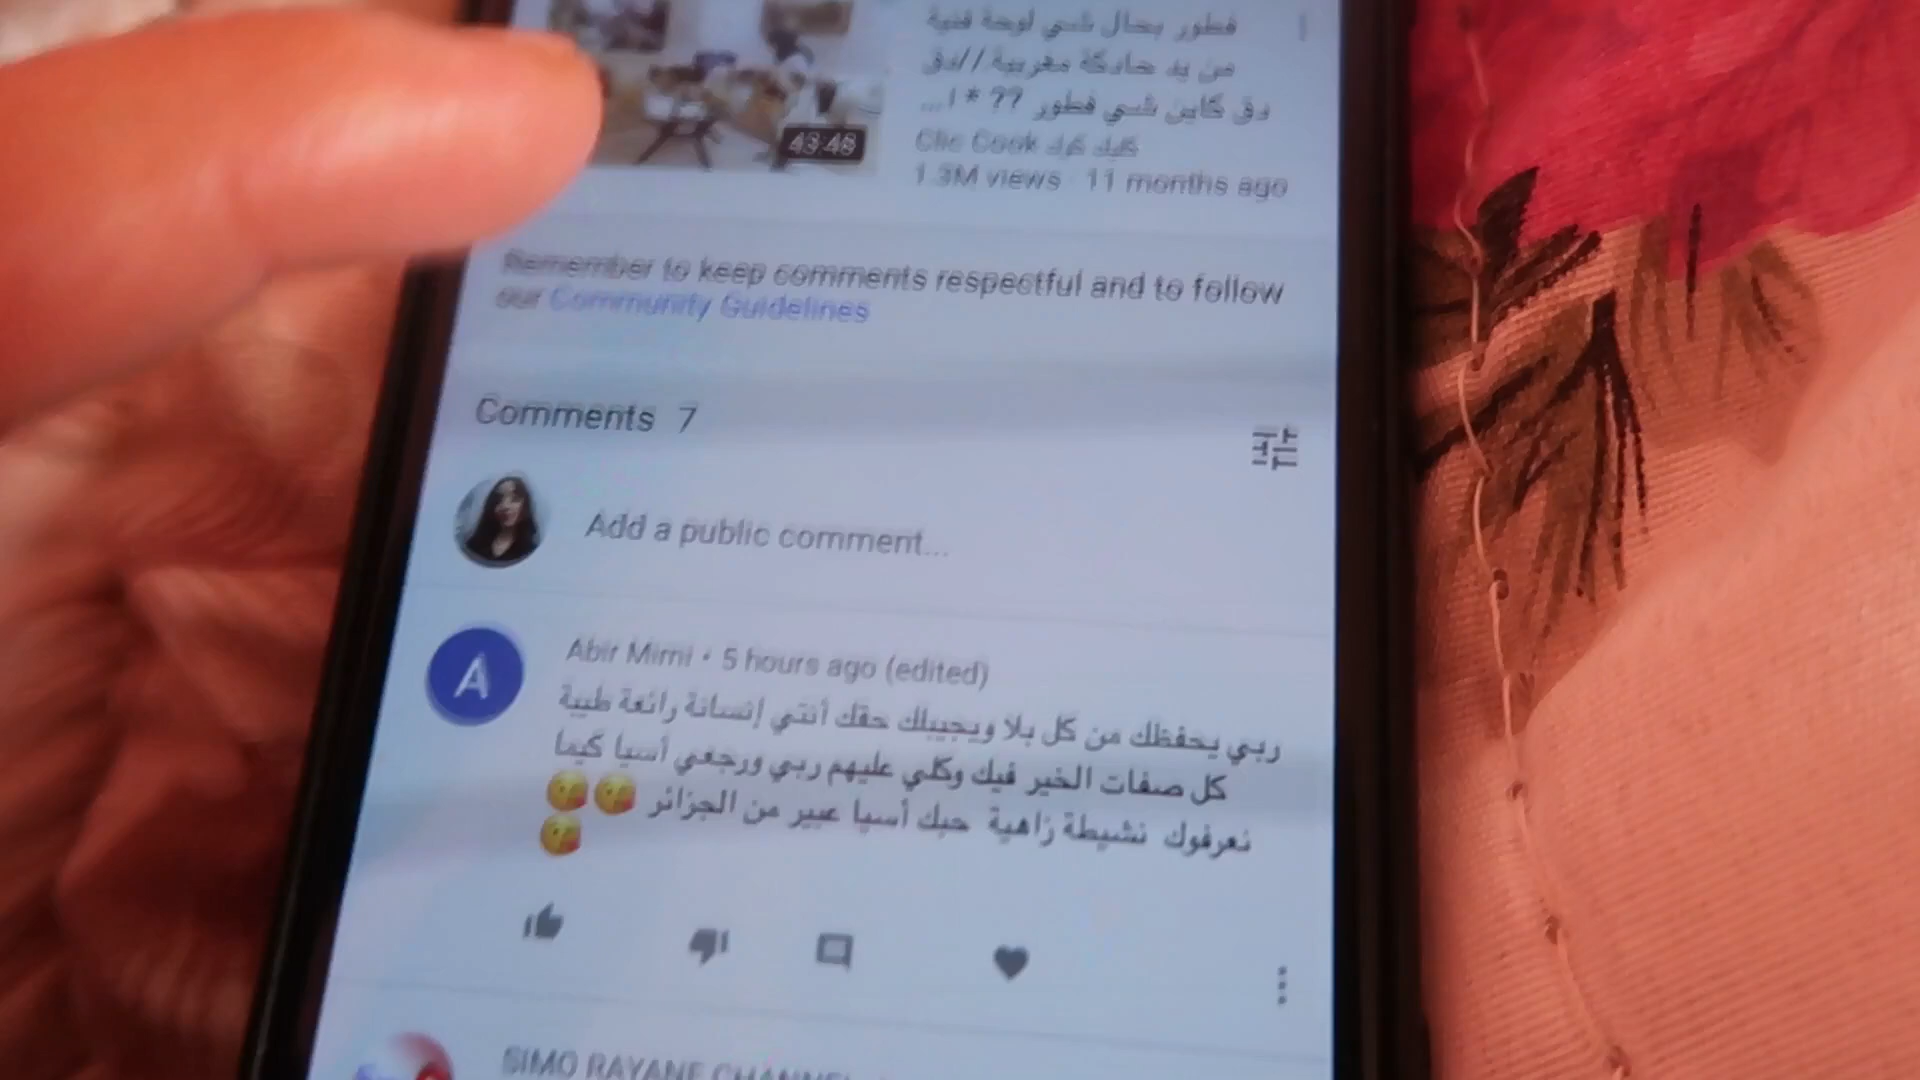 فطور بحال شي لوحة فنية
من يد حادكة مغربية //دق
دق كاين شي فطور ?? * ا...
43:48
Clic Cook كليك كوك
1.3M views · 11 months ago
Remember to keep comments respectful and to follow
our Community Guidelines
Comments 7
Add a public comment...
A
Abir Mimi • 5 hours ago (edited)
ربي يحفظك من كل بلا ويجيبلك حقك أنتي إنسانة رائعة طيبة
كل صفات الخير فيك وكلي عليهم ربي ورجعي أسيا كيما
نعرفوك نشيطة زاهية حبك أسيا عبير من الجزائر 😘😘
😘
SIMO RAYANE CHANNEL